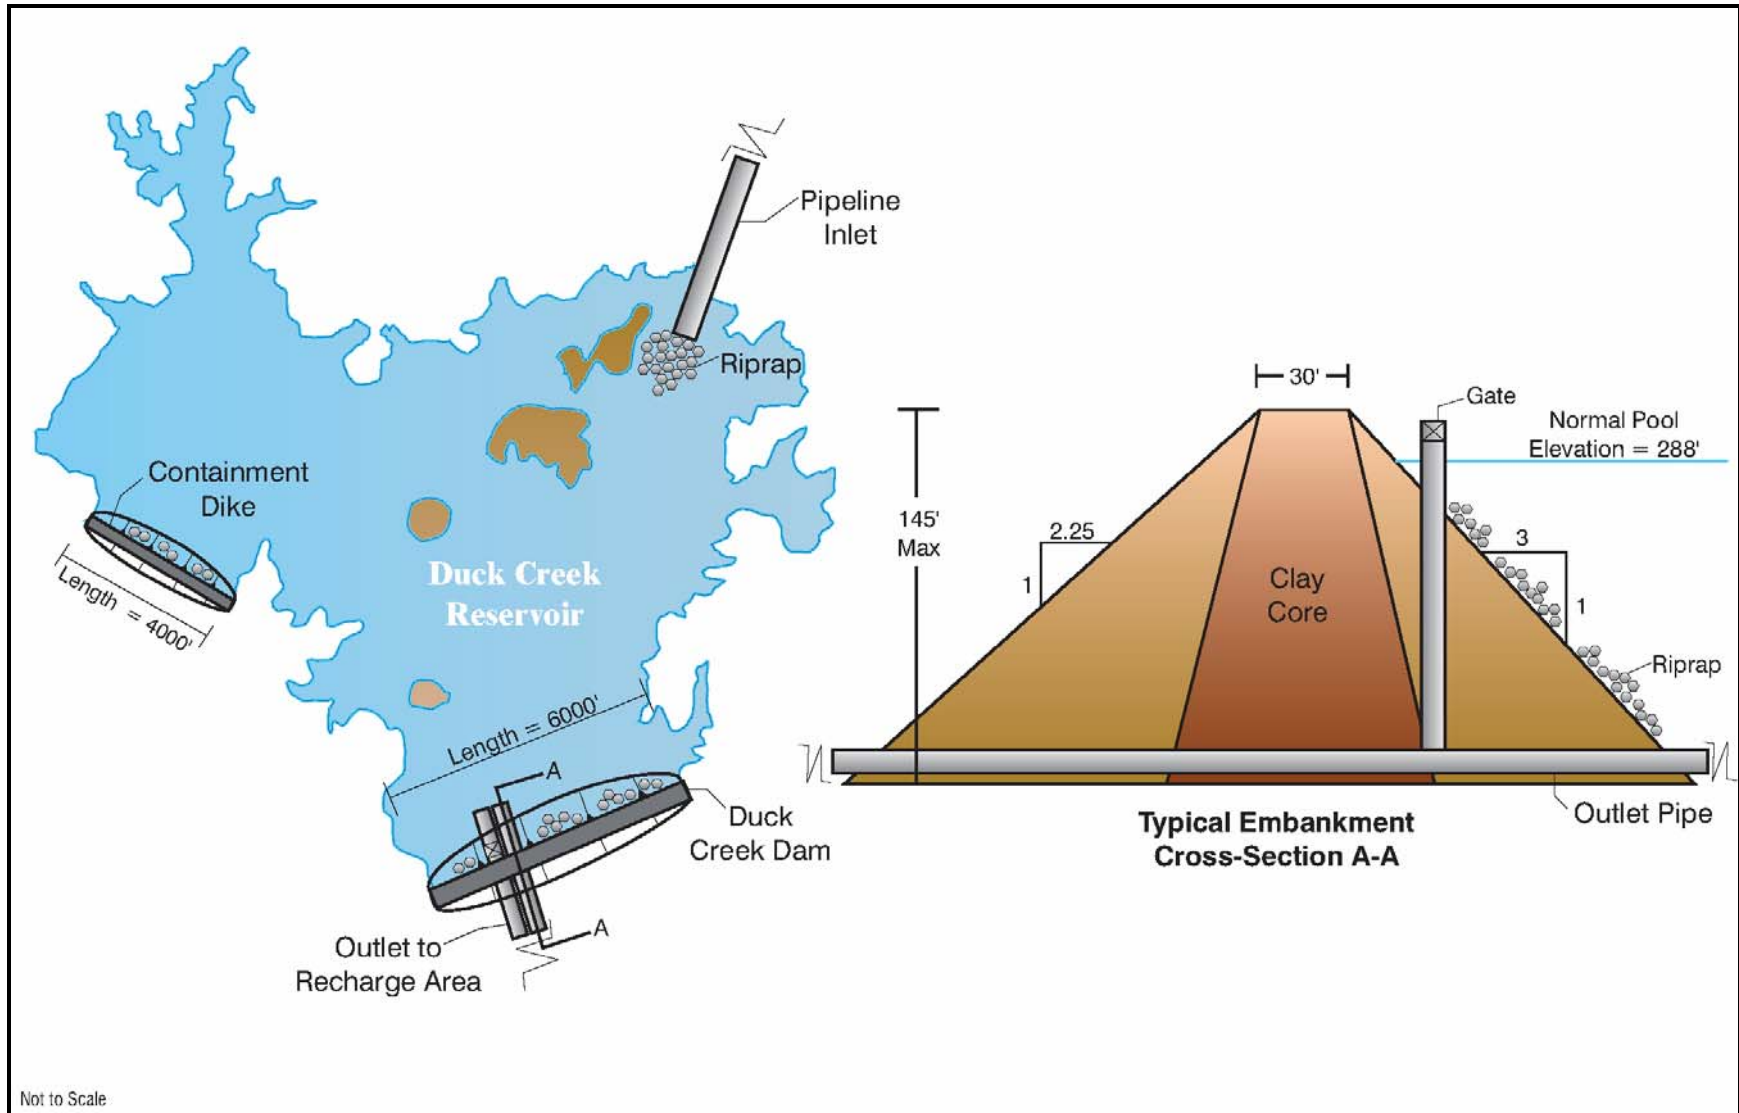 Pipeline
Inlet
Riprap
Containment
Dike
Length = 4000'
Duck Creek
Reservoir
Length = 6000'
A
Duck
Creek Dam
A
Outlet to
Recharge Area
30'
Gate
Normal Pool
Elevation = 288'
145'
Max
2.25
1
Clay
Core
3
1
Riprap
Outlet Pipe
Typical Embankment
Cross-Section A-A
Not to Scale